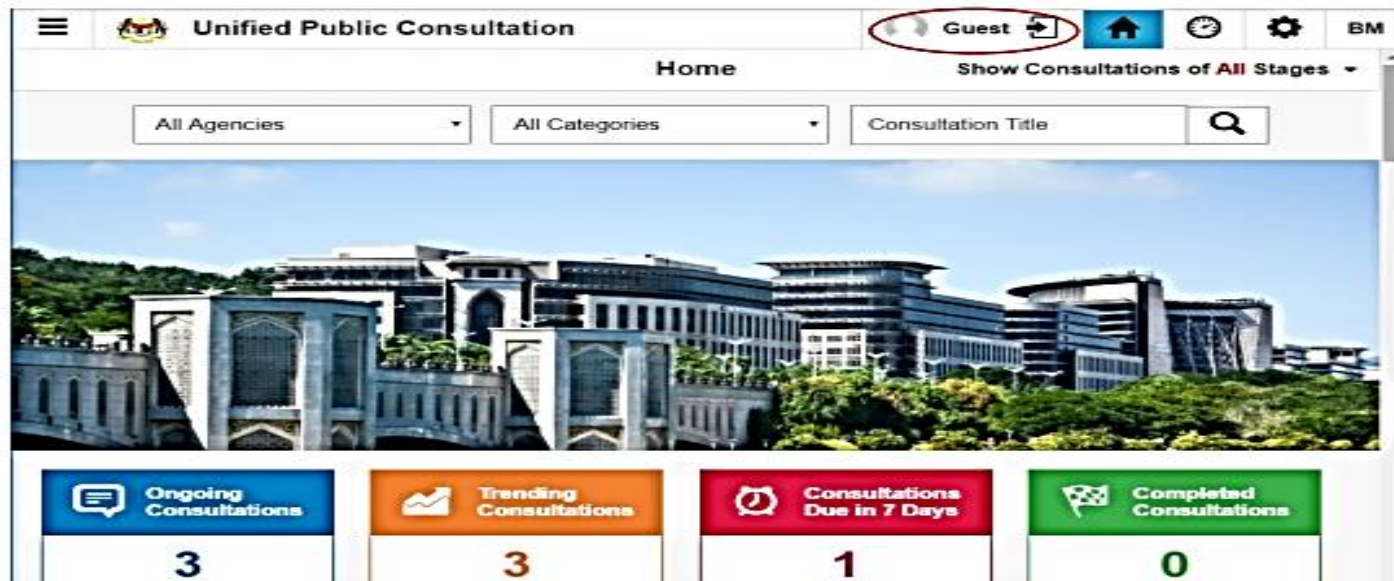 Unified Public Consultation
Guest
BM
Home
Show Consultations of All Stages
All Agencies
All Categories
Consultation Title
Ongoing
Consultations
3
Trending
Consultations
3
Consultations
Due in 7 Days
1
Completed
Consultations
0